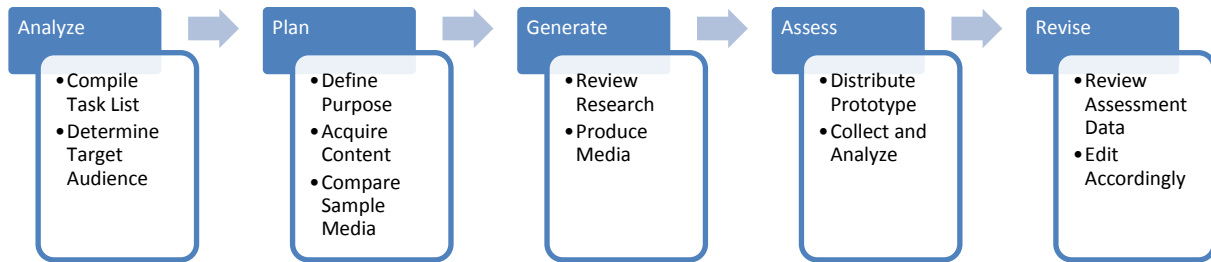 Analyze
• Compile
Task List
• Determine
Target
Audience
Plan
• Define
Purpose
• Acquire
Content
• Compare
Sample
Media
Generate
• Review
Research
• Produce
Media
Assess
• Distribute
Prototype
• Collect and
Analyze
Revise
• Review
Assessment
Data
• Edit
Accordingly